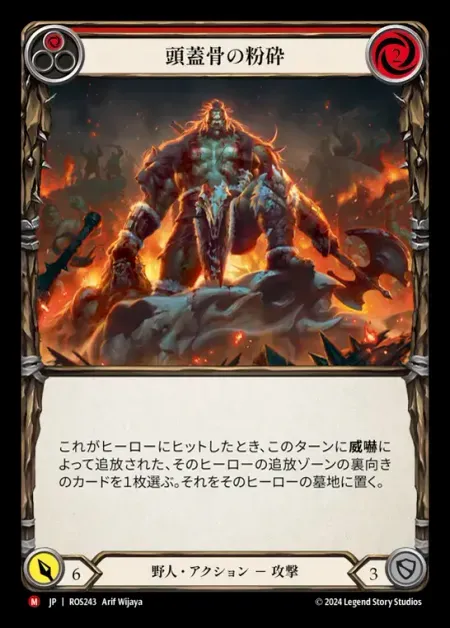 頭蓋骨の粉砕
2
これがヒーローにヒットしたとき、このターンに威嚇に
よって追放された、そのヒーローの追放ゾーンの裏向き
のカードを1枚選ぶ。それをそのヒーローの墓地に置く。
6
野人・アクション － 攻撃
3
M JP | ROS243 Arif Wijaya
© 2024 Legend Story Studios